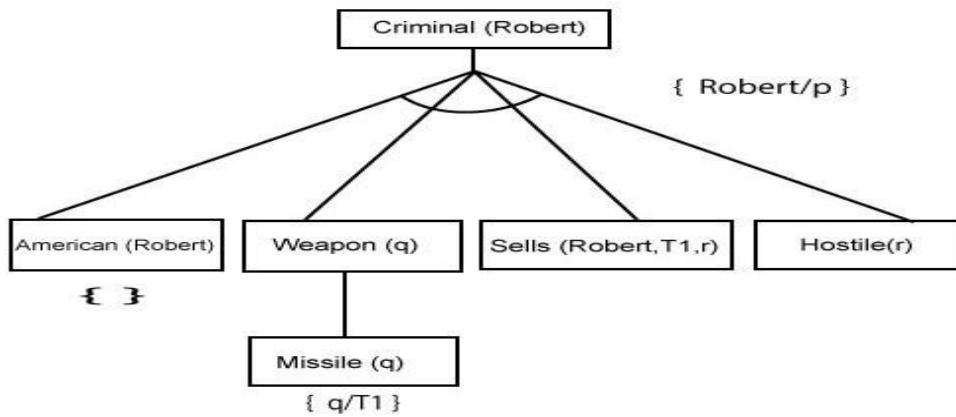 Criminal (Robert)
{ Robert/p }
American (Robert)
Weapon (q)
Sells (Robert,T1,r)
Hostile(r)
{ }
Missile (q)
{ q/T1 }